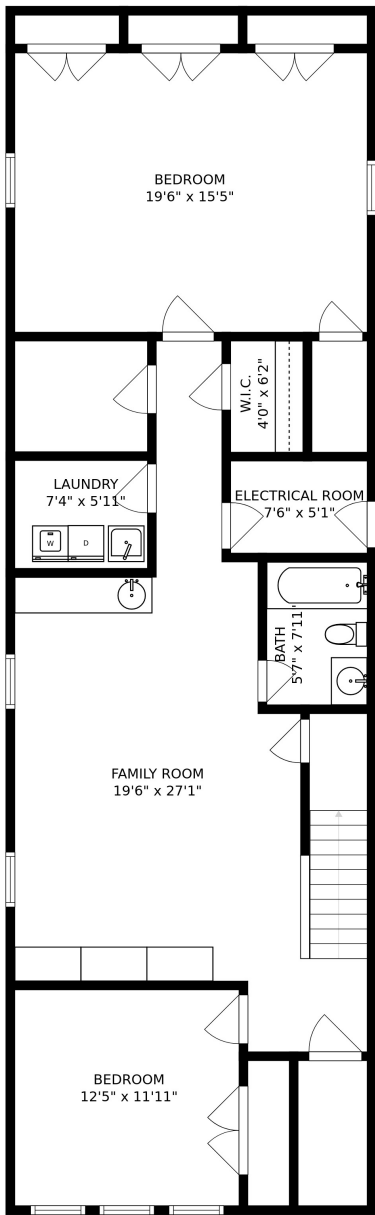 BEDROOM
19'6" x 15'5"
W.I.C.
4'0" x 6'2"
LAUNDRY
7'4" x 5'11"
W
D
ELECTRICAL ROOM
7'6" x 5'1"
BATH
5'7" x 7'11"
FAMILY ROOM
19'6" x 27'1"
BEDROOM
12'5" x 11'11"